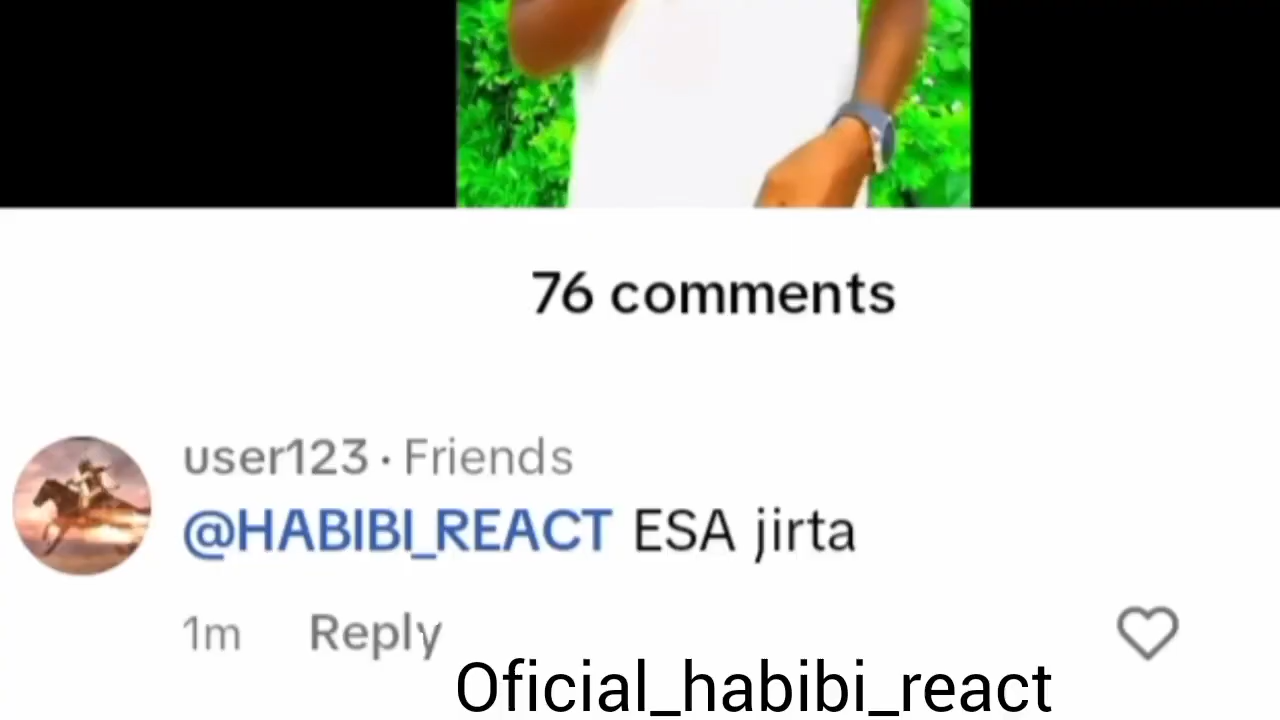 76 comments
user123 · Friends
@HABIBI_REACT ESA jirta
1m Reply
Oficial_habibi_react